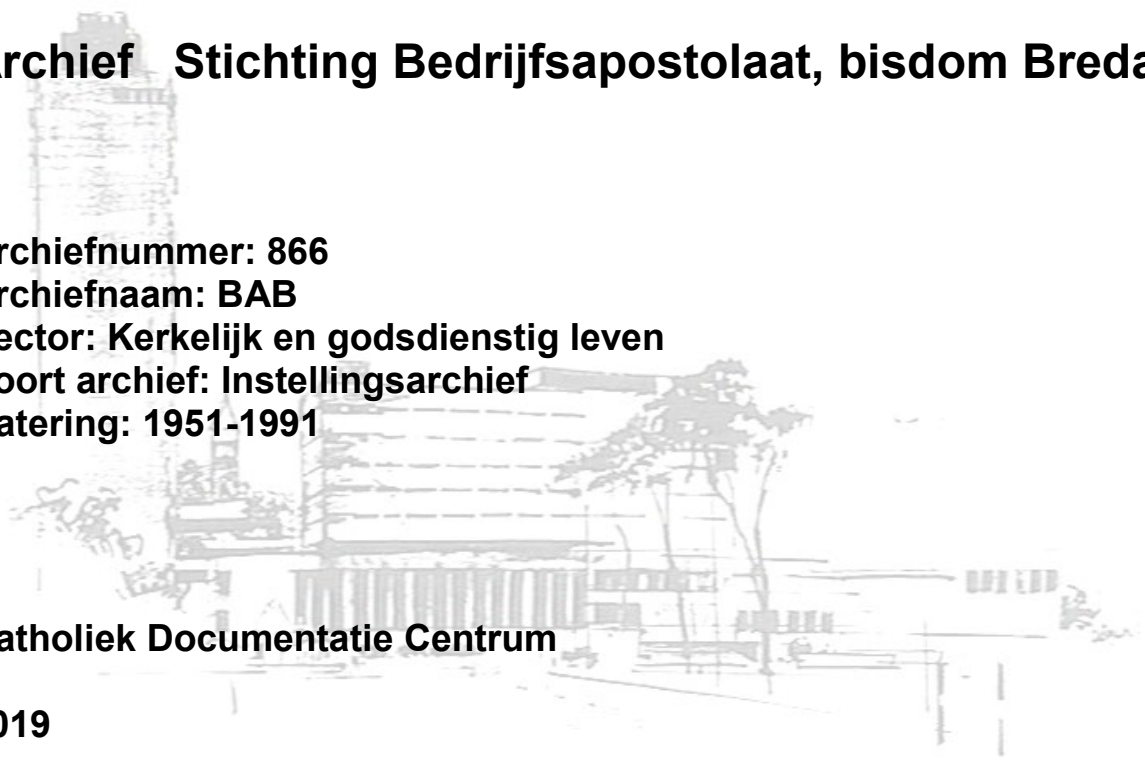 rchief Stichting Bedrijfsapostolaat, bisdom Breda
rchiefnummer: 866
rchiefnaam: BAB
ector: Kerkelijk en godsdienstig leven
oort archief: Instellingsarchief
atering: 1951-1991
atholiek Documentatie Centrum
019